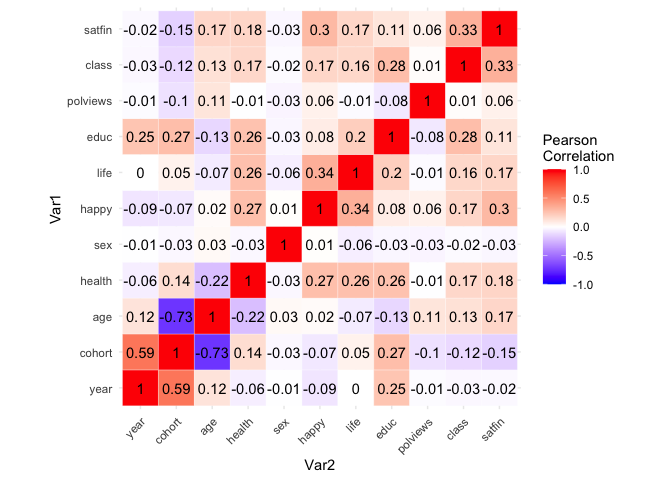 satfin -0.02 -0.15 0.17 0.18 -0.03 0.3 0.17 0.11 0.06 0.33 1
class -0.03 -0.12 0.13 0.17 -0.02 0.17 0.16 0.28 0.01 1 0.33
polviews -0.01 -0.1 0.11 -0.01 -0.03 0.06 -0.01 -0.08 1 0.01 0.06
educ 0.25 0.27 -0.13 0.26 -0.03 0.08 0.2 1 -0.08 0.28 0.11
life 0 0.05 -0.07 0.26 -0.06 0.34 1 0.2 -0.01 0.16 0.17
happy -0.09 -0.07 0.02 0.27 0.01 1 0.34 0.08 0.06 0.17 0.3
sex -0.01 -0.03 0.03 -0.03 1 0.01 -0.06 -0.03 -0.03 -0.02 -0.03
health -0.06 0.14 -0.22 1 -0.03 0.27 0.26 0.26 -0.01 0.17 0.18
age 0.12 -0.73 1 -0.22 0.03 0.02 -0.07 -0.13 0.11 0.13 0.17
cohort 0.59 1 -0.73 0.14 -0.03 -0.07 0.05 0.27 -0.1 -0.12 -0.15
year 1 0.59 0.12 -0.06 -0.01 -0.09 0 0.25 -0.01 -0.03 -0.02
year cohort age health sex happy life educ polviews class satfin
Var2
Var1
Pearson
Correlation
1.0
0.5
0.0
-0.5
-1.0